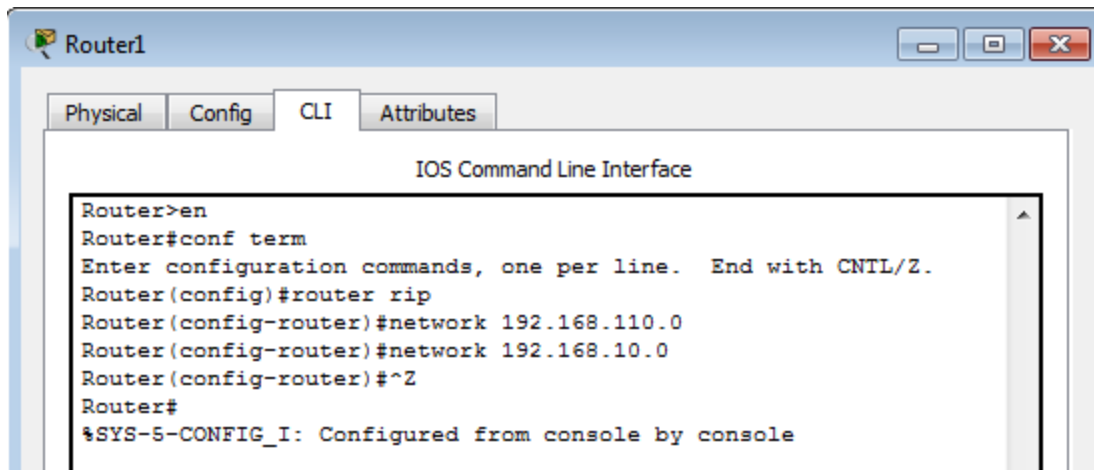 Router1
Physical Config CLI Attributes
IOS Command Line Interface
Router>en
Router#conf term
Enter configuration commands, one per line.  End with CNTL/Z.
Router(config)#router rip
Router(config-router)#network 192.168.110.0
Router(config-router)#network 192.168.10.0
Router(config-router)#^Z
Router#
%SYS-5-CONFIG_I: Configured from console by console